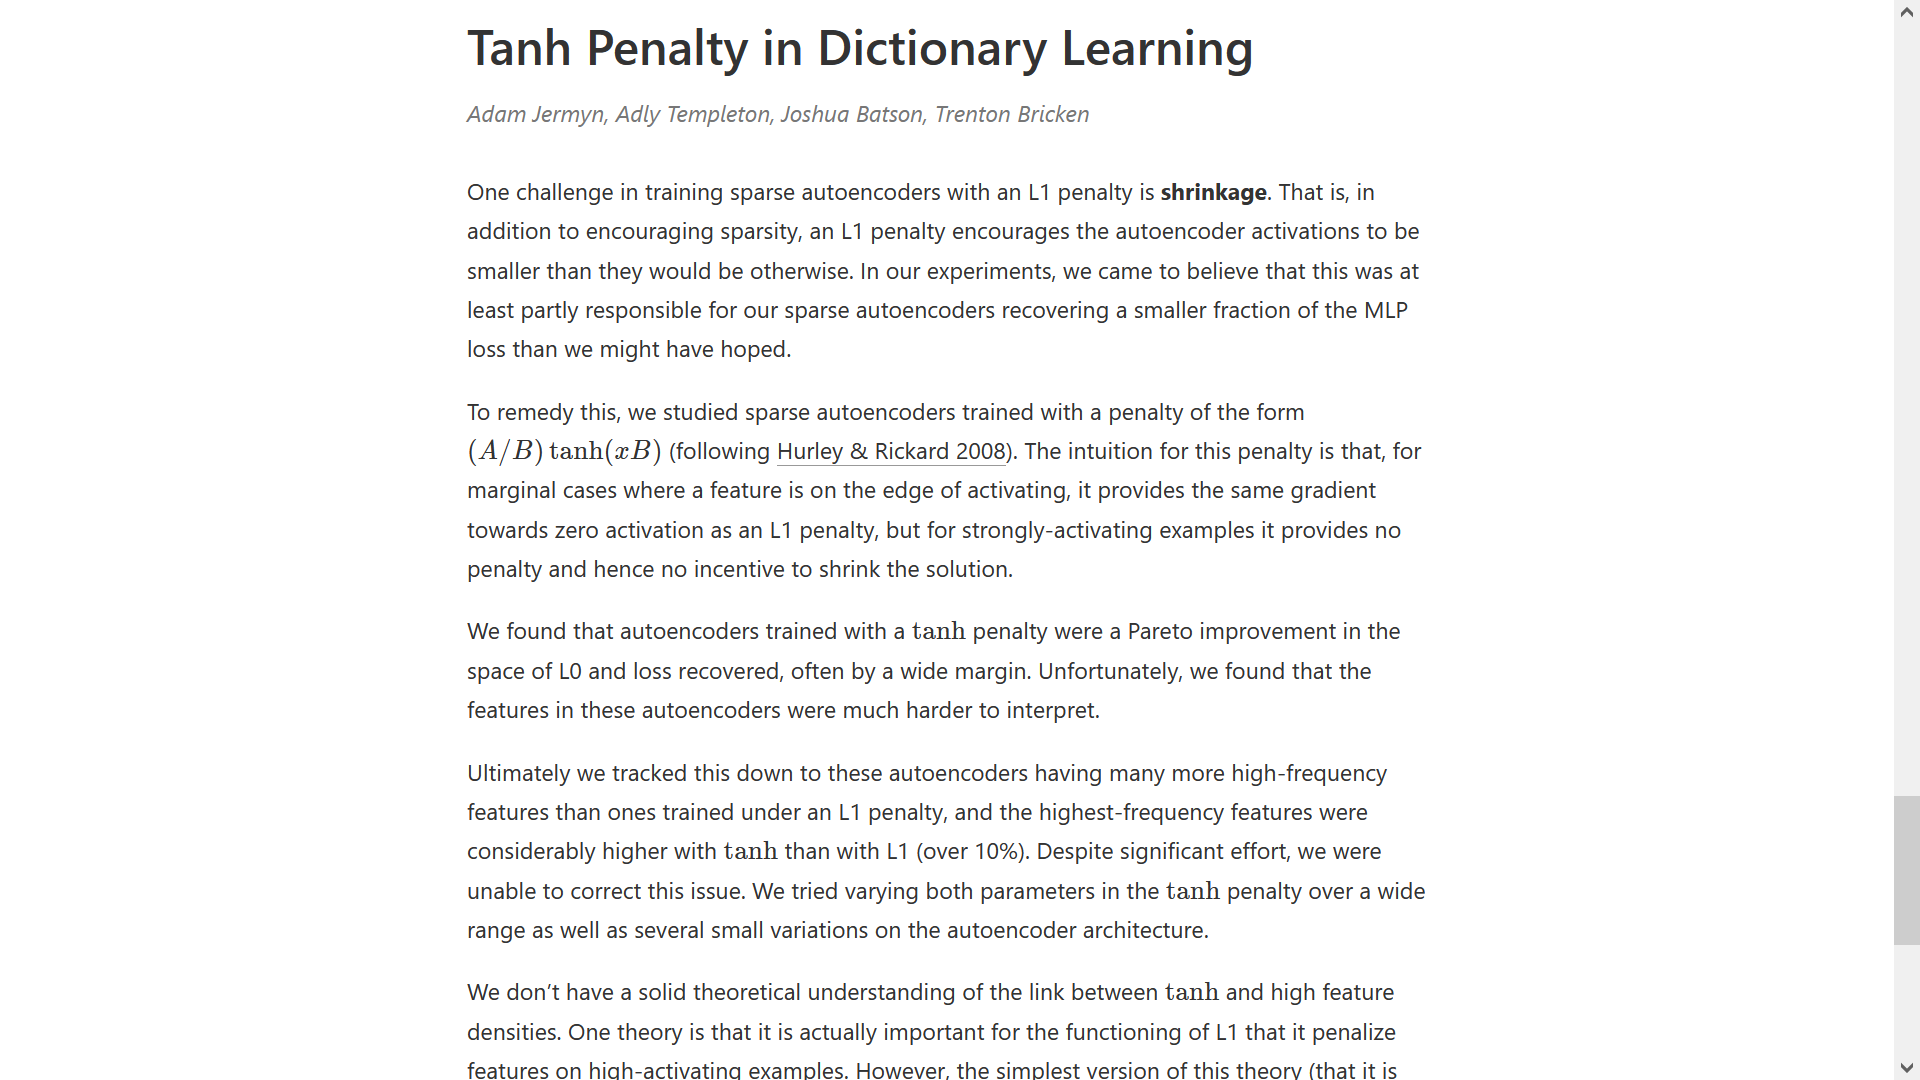 Tanh Penalty in Dictionary Learning
Adam Jermyn, Adly Templeton, Joshua Batson, Trenton Bricken
One challenge in training sparse autoencoders with an L1 penalty is shrinkage. That is, in
addition to encouraging sparsity, an L1 penalty encourages the autoencoder activations to be
smaller than they would be otherwise. In our experiments, we came to believe that this was at
least partly responsible for our sparse autoencoders recovering a smaller fraction of the MLP
loss than we might have hoped.
To remedy this, we studied sparse autoencoders trained with a penalty of the form
(A/B) tanh(xB) (following Hurley & Rickard 2008). The intuition for this penalty is that, for
marginal cases where a feature is on the edge of activating, it provides the same gradient
towards zero activation as an L1 penalty, but for strongly-activating examples it provides no
penalty and hence no incentive to shrink the solution.
We found that autoencoders trained with a tanh penalty were a Pareto improvement in the
space of L0 and loss recovered, often by a wide margin. Unfortunately, we found that the
features in these autoencoders were much harder to interpret.
Ultimately we tracked this down to these autoencoders having many more high-frequency
features than ones trained under an L1 penalty, and the highest-frequency features were
considerably higher with tanh than with L1 (over 10%). Despite significant effort, we were
unable to correct this issue. We tried varying both parameters in the tanh penalty over a wide
range as well as several small variations on the autoencoder architecture.
We don’t have a solid theoretical understanding of the link between tanh and high feature
densities. One theory is that it is actually important for the functioning of L1 that it penalize
features on high-activating examples. However, the simplest version of this theory (that it is